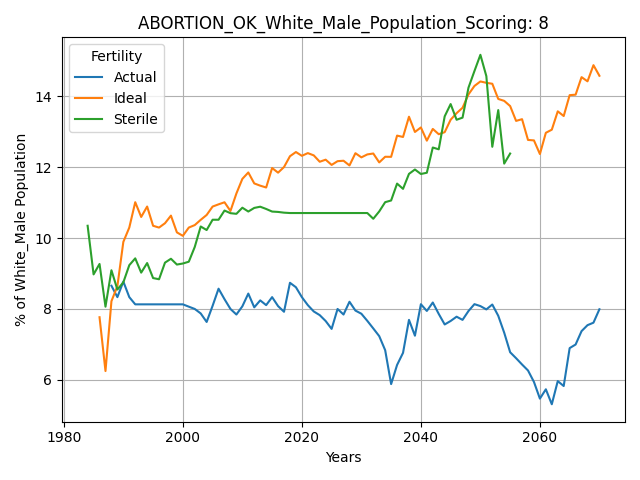 ABORTION_OK_White_Male_Population_Scoring: 8
Fertility
Actual
Ideal
Sterile
% of White_Male Population
14
12
10
8
6
1980 2000 2020 2040 2060
Years